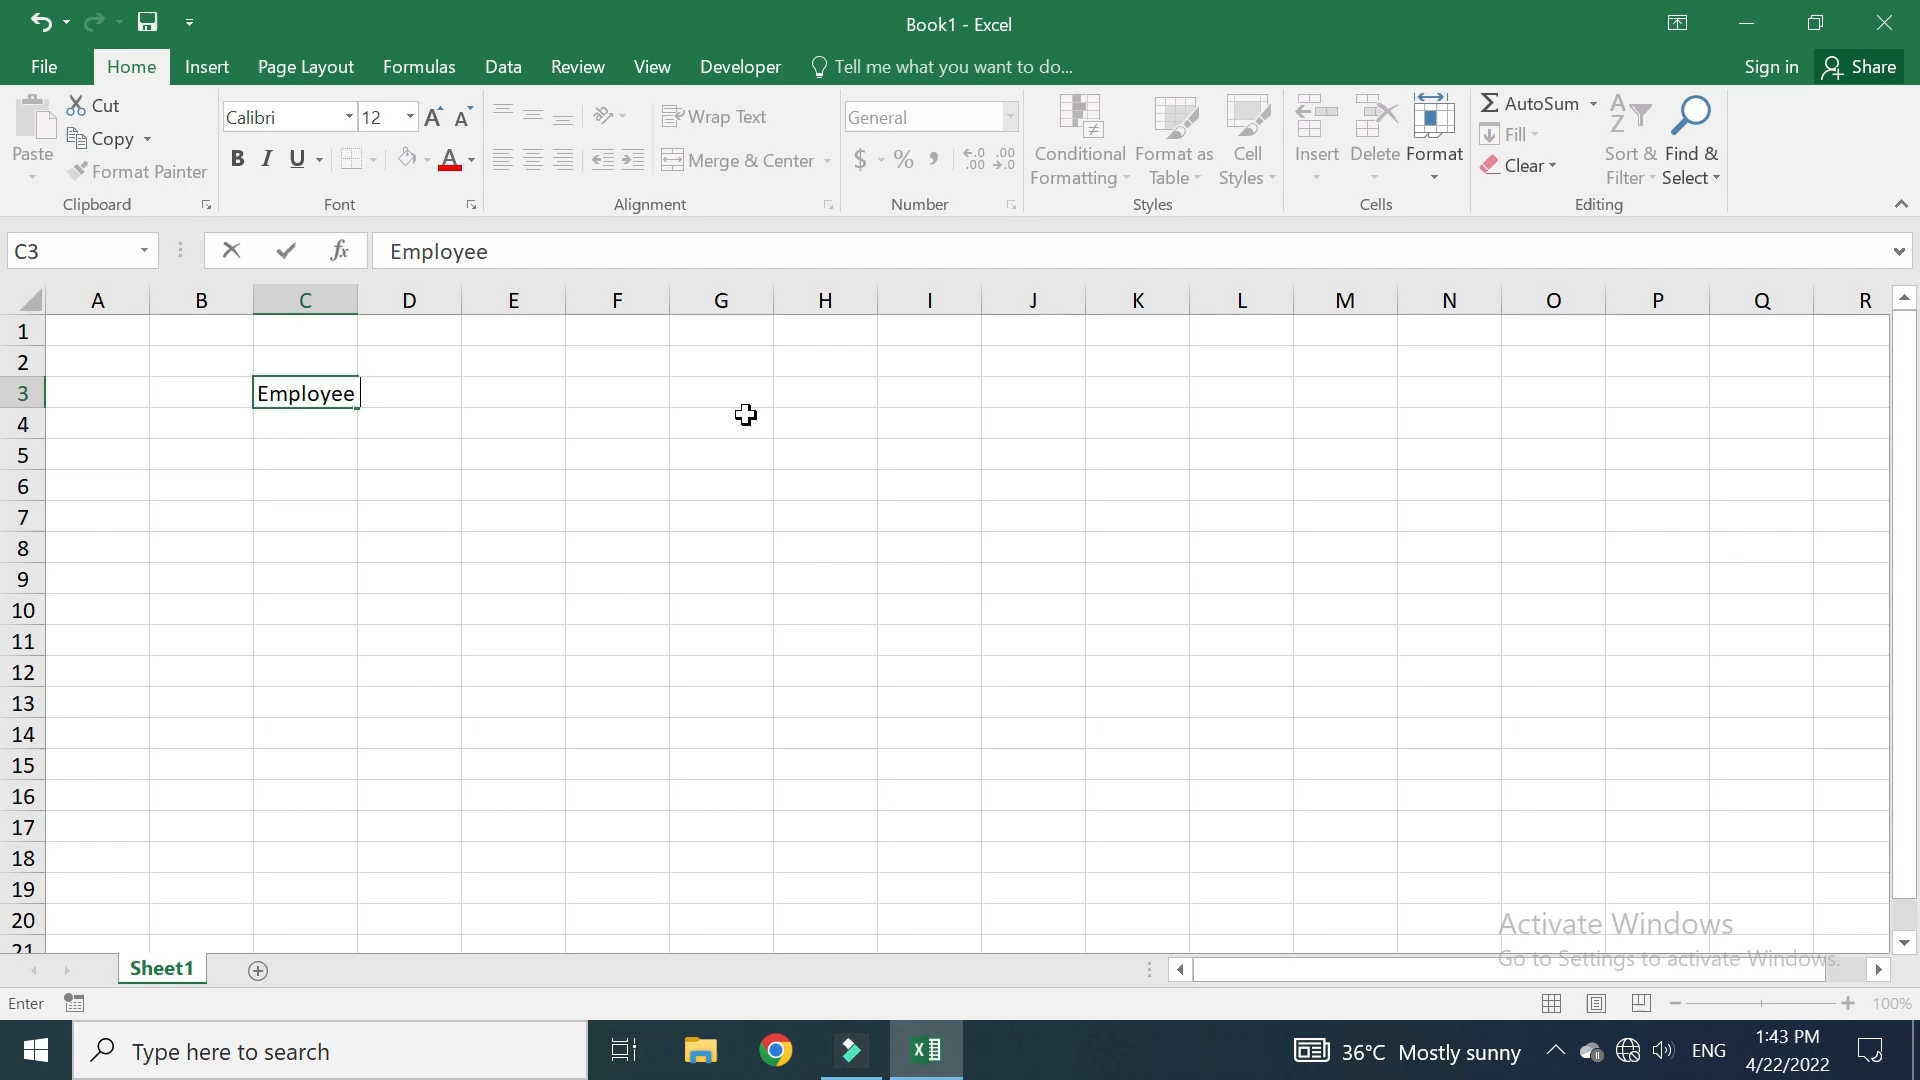 Book1 - Excel
File Home Insert Page Layout Formulas Data Review View Developer Tell me what you want to do... Sign in Share
Paste
Cut
Copy
Format Painter
Clipboard
Calibri 12
B I U A
Font
Wrap Text
Merge & Center
Alignment
General
$ % ,
Number
Conditional Formatting
Format as Table
Cell Styles
Styles
Insert Delete Format
Cells
AutoSum
Fill
Clear
Sort & Filter
Find & Select
Editing
C3 fx Employee
A B C D E F G H I J K L M N O P Q R
1
2
3 Employee
4
5
6
7
8
9
10
11
12
13
14
15
16
17
18
19
20
21
Activate Windows
Go to Settings to activate Windows.
Sheet1
Enter 100%
Type here to search
36°C Mostly sunny ENG 1:43 PM
4/22/2022